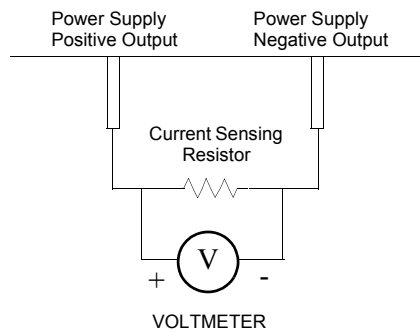 Power Supply
Positive Output
Power Supply
Negative Output
Current Sensing
Resistor
V
+ -
VOLTMETER